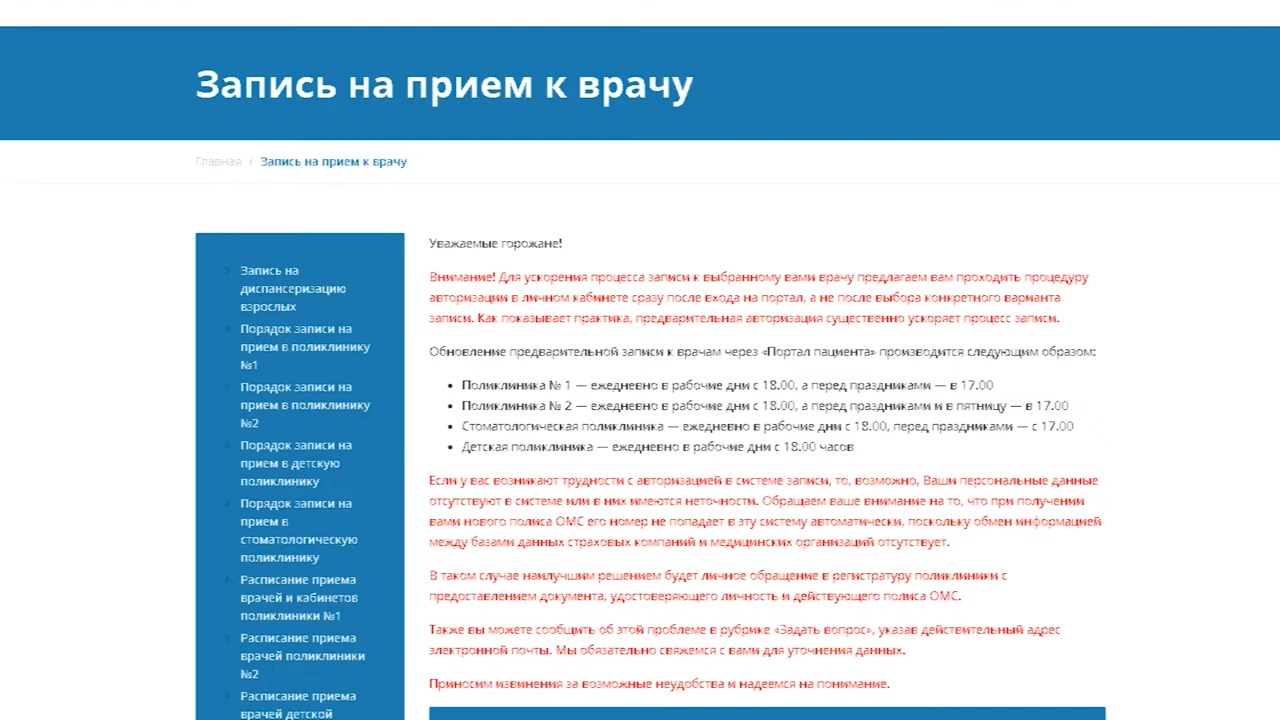 Запись на прием к врачу
Главная / Запись на прием к врачу
Запись на
диспансеризацию
взрослых
Порядок записи на
прием в поликлинику
№1
Порядок записи на
прием в поликлинику
№2
Порядок записи на
прием в детскую
поликлинику
Порядок записи на
прием в
стоматологическую
поликлинику
Расписание приема
врачей и кабинетов
поликлиники №1
Расписание приема
врачей поликлиники
№2
Расписание приема
врачей детской
Уважаемые горожане!
Внимание! Для ускорения процесса записи к выбранному вами врачу предлагаем вам проходить процедуру
авторизации в личном кабинете сразу после входа на портал, а не после выбора конкретного варианта
записи. Как показывает практика, предварительная авторизация существенно ускоряет процесс записи.
Обновление предварительной записи к врачам через «Портал пациента» производится следующим образом:
• Поликлиника № 1 — ежедневно в рабочие дни с 18.00, а перед праздниками — в 17.00
• Поликлиника № 2 — ежедневно в рабочие дни с 18.00, а перед праздниками и в пятницу — в 17.00
• Стоматологическая поликлиника — ежедневно в рабочие дни с 18.00, перед праздниками — с 17.00
• Детская поликлиника — ежедневно в рабочие дни с 18.00 часов
Если у вас возникают трудности с авторизацией в системе записи, то, возможно, Ваши персональные данные
отсутствуют в системе или в них имеются неточности. Обращаем ваше внимание на то, что при получении
вами нового полиса ОМС его номер не попадает в эту систему автоматически, поскольку обмен информацией
между базами данных страховых компаний и медицинских организаций отсутствует.
В таком случае наилучшим решением будет личное обращение в регистратуру поликлиники с
предоставлением документа, удостоверяющего личность и действующего полиса ОМС.
Также вы можете сообщить об этой проблеме в рубрике «Задать вопрос», указав действительный адрес
электронной почты. Мы обязательно свяжемся с вами для уточнения данных.
Приносим извинения за возможные неудобства и надеемся на понимание.